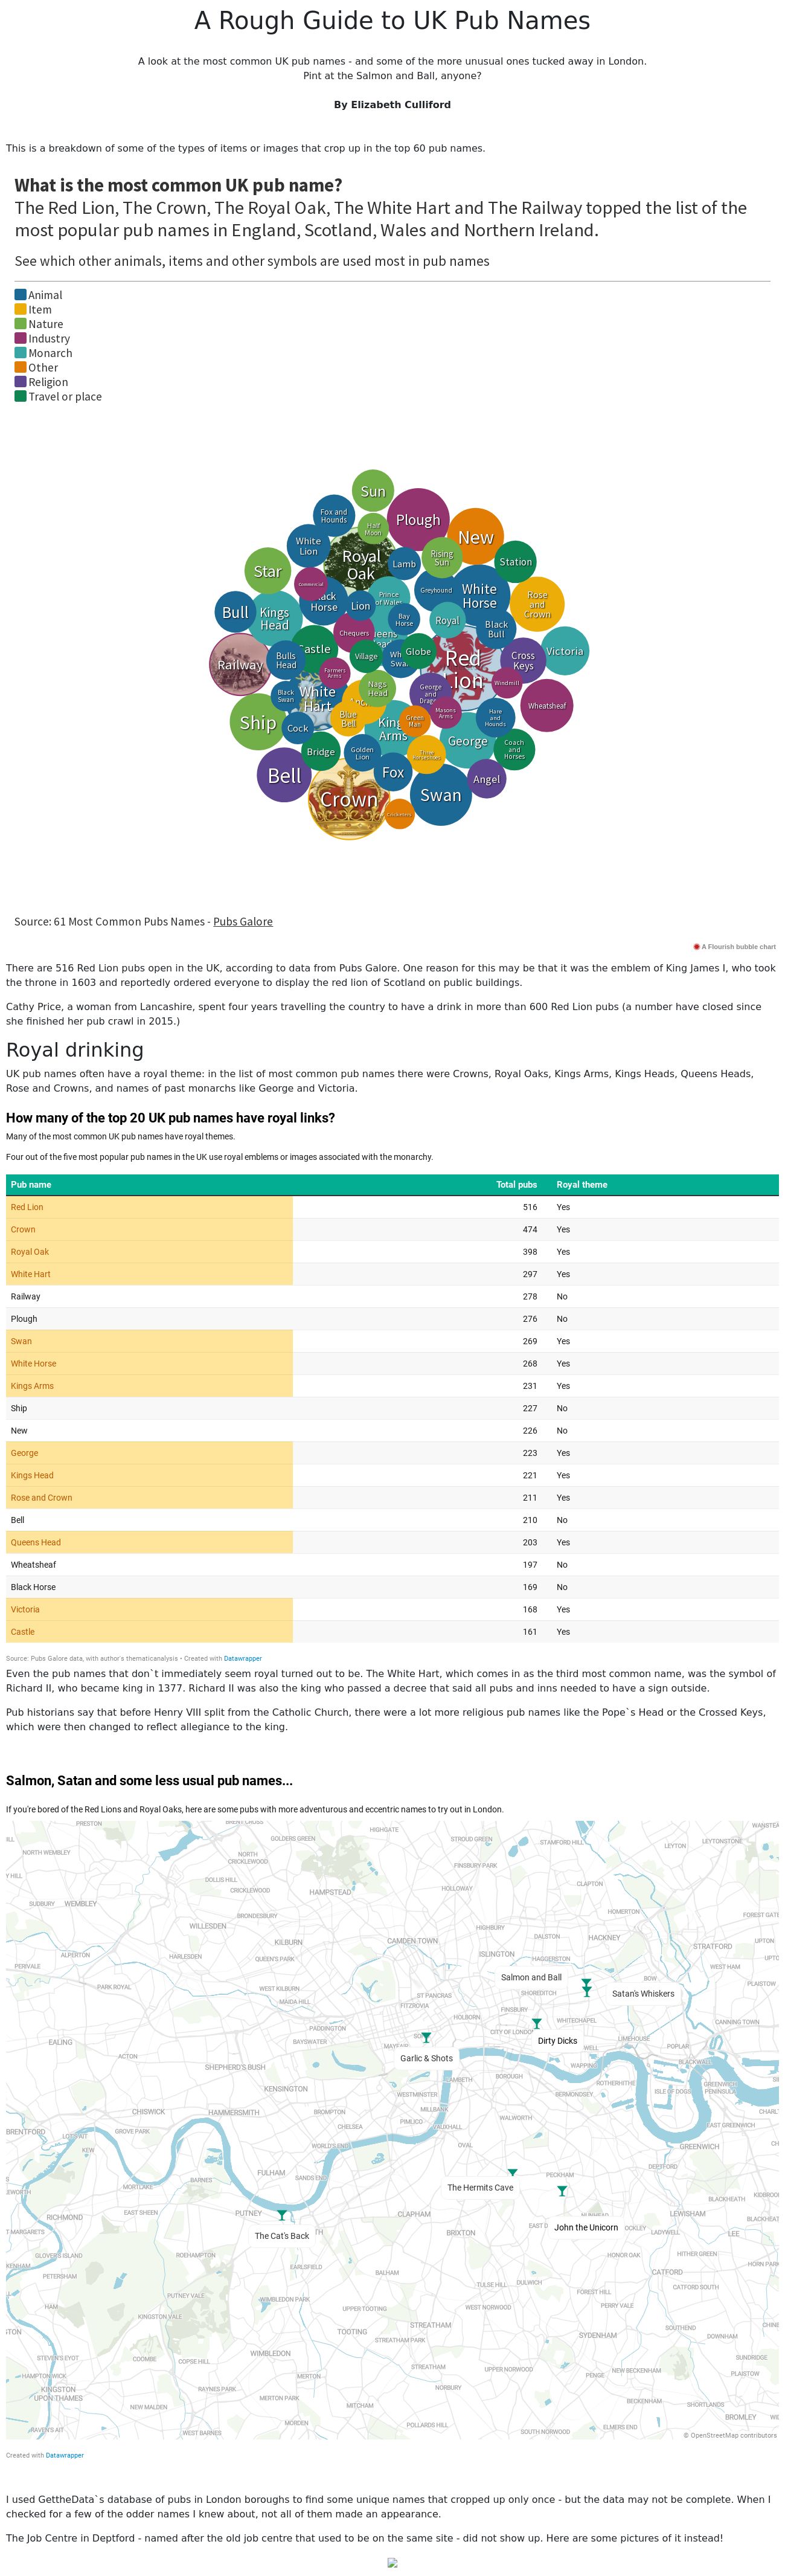 A Rough Guide to UK Pub Names
A look at the most common UK pub names - and some of the more unusual ones tucked away in London.
Pint at the Salmon and Ball, anyone?
By Elizabeth Culliford
This is a breakdown of some of the types of items or images that crop up in the top 60 pub names.
What is the most common UK pub name?
The Red Lion, The Crown, The Royal Oak, The White Hart and The Railway topped the list of the
most popular pub names in England, Scotland, Wales and Northern Ireland.
See which other animals, items and other symbols are used most in pub names
Animal
Item
Nature
Industry
Monarch
Other
Religion
Travel or place
Sun
Fox and
Hounds
Plough
Half
Moon
New
White
Lion
Royal
Oak
Lamb
Rising
Sun
Station
Star
Commercial
Horse
Lion
Prince
of Wales
Greyhound
White
Horse
Rose
and
Crown
Bull
Kings
Head
Bay
Horse
Royal
Black
Bull
Chequers
Castle
Village
Globe
Red
Lion
Cross
Keys
Victoria
Railway
Bulls
Head
Farmers
Arms
Nags
Head
Windmill
Black
Swan
White
Hart
George
and
Masons
Arms
Wheatsheaf
Ship
Cock
Blue
Bell
King
Arms
Green
Man
Hare
and
Hounds
Bridge
Golden
Lion
Three
Horseshoes
George
Coach
and
Horses
Bell
Fox
Angel
Crown
Swan
Cricketers
Source: 61 Most Common Pubs Names - Pubs Galore
A Flourish bubble chart
There are 516 Red Lion pubs open in the UK, according to data from Pubs Galore. One reason for this may be that it was the emblem of King James I, who took
the throne in 1603 and reportedly ordered everyone to display the red lion of Scotland on public buildings.
Cathy Price, a woman from Lancashire, spent four years travelling the country to have a drink in more than 600 Red Lion pubs (a number have closed since
she finished her pub crawl in 2015.)
Royal drinking
UK pub names often have a royal theme: in the list of most common pub names there were Crowns, Royal Oaks, Kings Arms, Kings Heads, Queens Heads,
Rose and Crowns, and names of past monarchs like George and Victoria.
How many of the top 20 UK pub names have royal links?
Many of the most common UK pub names have royal themes.
Four out of the five most popular pub names in the UK use royal emblems or images associated with the monarchy.
Pub name Total pubs Royal theme
Red Lion 516 Yes
Crown 474 Yes
Royal Oak 398 Yes
White Hart 297 Yes
Railway 278 No
Plough 276 No
Swan 269 Yes
White Horse 268 Yes
Kings Arms 231 Yes
Ship 227 No
New 226 No
George 223 Yes
Kings Head 221 Yes
Rose and Crown 211 Yes
Bell 210 No
Queens Head 203 Yes
Wheatsheaf 197 No
Black Horse 169 No
Victoria 168 Yes
Castle 161 Yes
Source: Pubs Galore data, with author's thematicanalysis • Created with Datawrapper
Even the pub names that don`t immediately seem royal turned out to be. The White Hart, which comes in as the third most common name, was the symbol of
Richard II, who became king in 1377. Richard II was also the king who passed a decree that said all pubs and inns needed to have a sign outside.
Pub historians say that before Henry VIII split from the Catholic Church, there were a lot more religious pub names like the Pope`s Head or the Crossed Keys,
which were then changed to reflect allegiance to the king.
Salmon, Satan and some less usual pub names...
If you're bored of the Red Lions and Royal Oaks, here are some pubs with more adventurous and eccentric names to try out in London.
PRESTON
HIGHGATE
GOLDERS GREEN
STROUD GREEN
STAMFORD HILL
LEYTON
LEYTONSTONE
NORTH WEMBLEY
NORTH
CRICKLEWOOD
FINSBURY PARK
DOLLIS HILL
CRICKLEWOOD
HAMPSTEAD
HOLLOWAY
CLAPTON
SUDBURY
WEMBLEY
BRONDESBURY
HOMERTON
FOREST GATE
WILLESDEN
HIGHBURY
KILBURN
CAMDEN TOWN
DALSTON
HACKNEY
STRATFORD
UPTON
ALPERTON
HARLESDEN
QUEEN'S PARK
ISLINGTON
HAGGERSTON
WEST HAM
PERIVALE
PARK ROYAL
WEST KILBURN
Salmon and Ball
BOW
PLAISTOW
MAIDA HILL
ST PANCRAS
SHOREDITCH
Satan's Whiskers
FITZROVIA
FINSBURY
HOLBORN
WHITECHAPEL
CANNING TOWN
PADDINGTON
CITY OF LONDON
EALING
BAYSWATER
Dirty Dicks
LIMEHOUSE
POPLAR
ACTON
Garlic & Shots
WAPPING
BLACKWALL
SHEPHERD'S BUSH
BOROUGH
ROTHERHITHE
KENSINGTON
WESTMINSTER
BERMONDSEY
ISLE OF DOGS
GREENWICH
PENINSULA
CHISWICK
HAMMERSMITH
BROMPTON
MILLBANK
WALWORTH
CHELSEA
PIMLICO
VAUXHALL
EAST GREENWICH
BRENTFORD
GROVE PARK
KEW
WORLD'S END
OVAL
GREENWICH
DEPTFORD
FULHAM
SANDS END
The Hermits Cave
PECKHAM
BARNES
MORTLAKE
BLACKHEATH
KIDBROOKE
RICHMOND
EAST SHEEN
PUTNEY
CLAPHAM
LEWISHAM
The Cat's Back
BRIXTON
John the Unicorn
LADYWELL
LEE
ROEHAMPTON
HONOR OAK
HITHER GREEN
PETERSHAM
EARLSFIELD
BALHAM
CATFORD
TULSE HILL
DULWICH
FOREST HILL
CATFORD SOUTH
HAM
PUTNEY VALE
WIMBLEDON PARK
UPPER TOOTING
WEST NORWOOD
PERRY VALE
KINGSTON VALE
TOOTING
STREATHAM
STREATHAM PARK
SYDENHAM
SOUTHEND
DOWNHAM
WIMBLEDON
COOMBE
COPSE HILL
STREATHAM
UPPER NORWOOD
PENGE
NEW BECKENHAM
SUNDRIDGE
PLAISTOW
HAMPTON WICK
MERTON
KINGSTON
UPON THAMES
RAYNES PARK
NORBURY
MERTON PARK
BECKENHAM
SHORTLANDS
NEW MALDEN
MITCHAM
MORDEN
POLLARDS HILL
SOUTH NORWOOD
ELMERS END
BROMLEY
RAVEN'S AIT
WEST BARNES
© OpenStreetMap contributors
Created with Datawrapper
I used GettheData`s database of pubs in London boroughs to find some unique names that cropped up only once - but the data may not be complete. When I
checked for a few of the odder names I knew about, not all of them made an appearance.
The Job Centre in Deptford - named after the old job centre that used to be on the same site - did not show up. Here are some pictures of it instead!